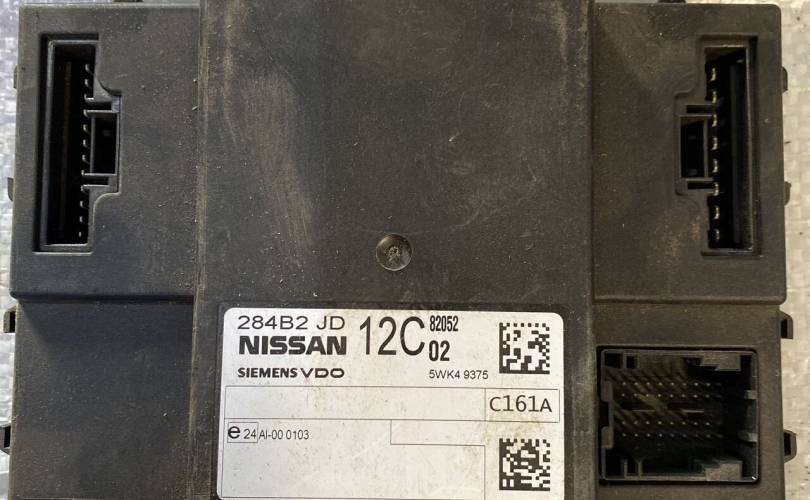 284B2 JD 12C 82052
NISSAN 02
SIEMENS VDO 5WK4 9375
C161A
e 24 AI-00 0103